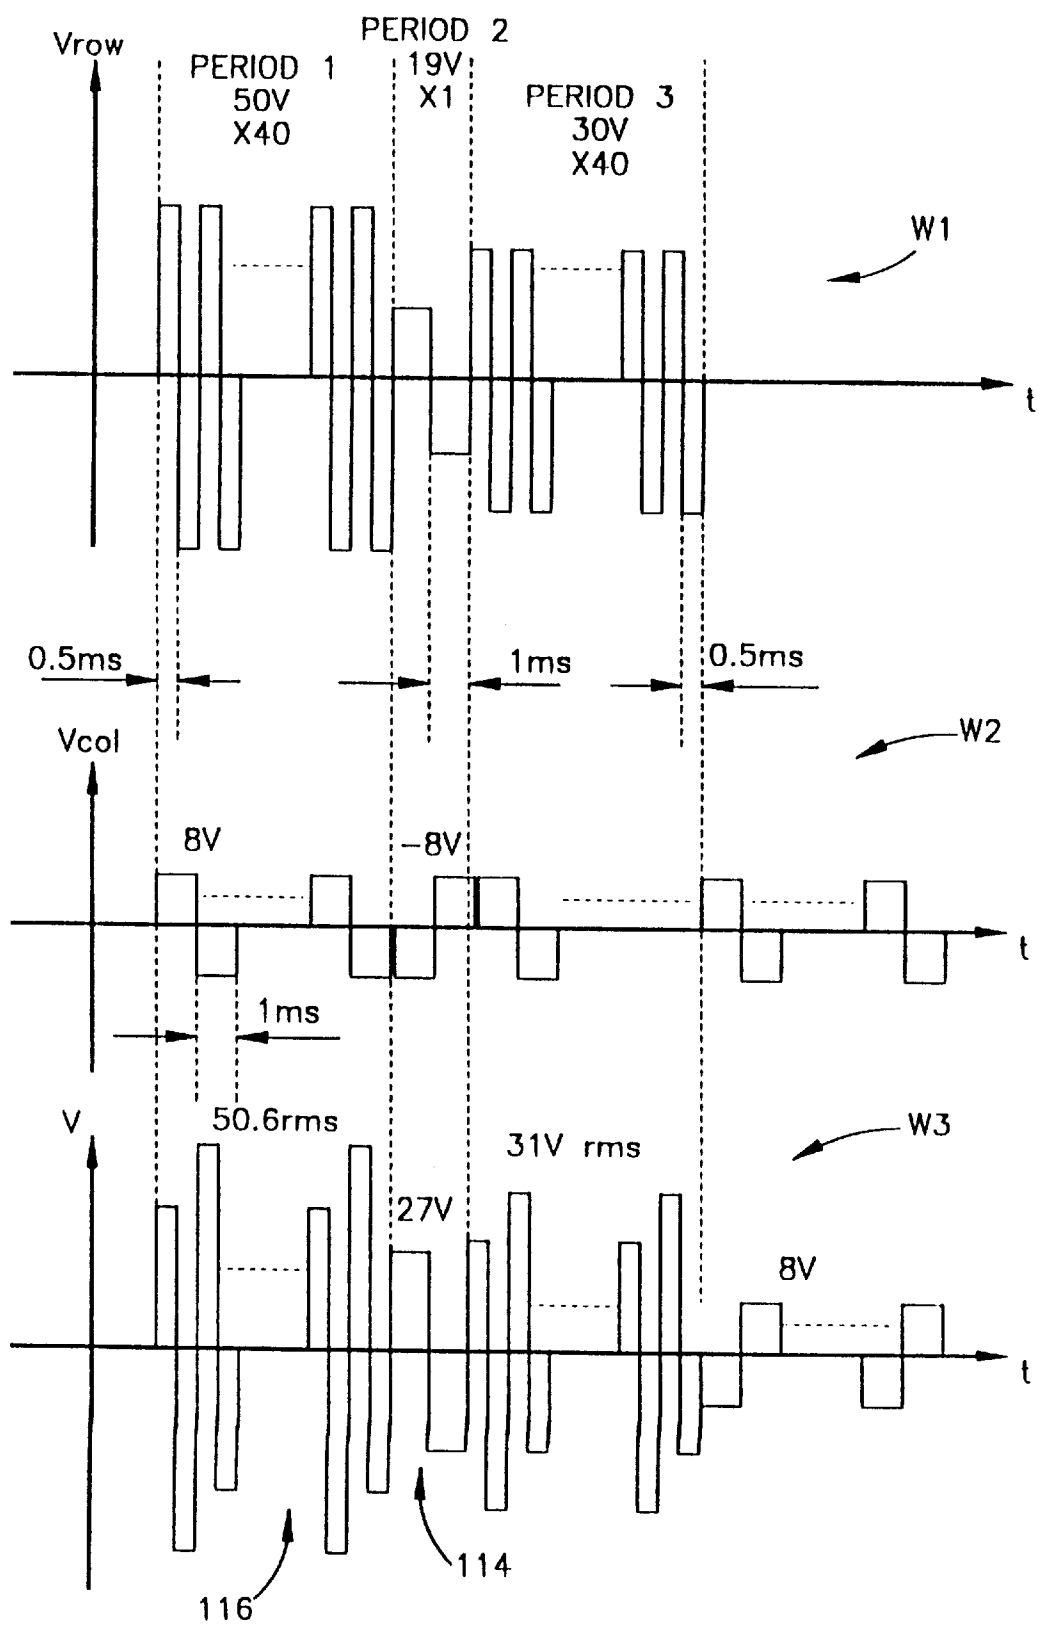 Vrow
PERIOD 1
50V
X40
PERIOD 2
19V
X1
PERIOD 3
30V
X40
W1
t
0.5ms
1ms
0.5ms
Vcol
W2
8V
-8V
t
1ms
V
50.6rms
31V rms
W3
27V
8V
t
114
116